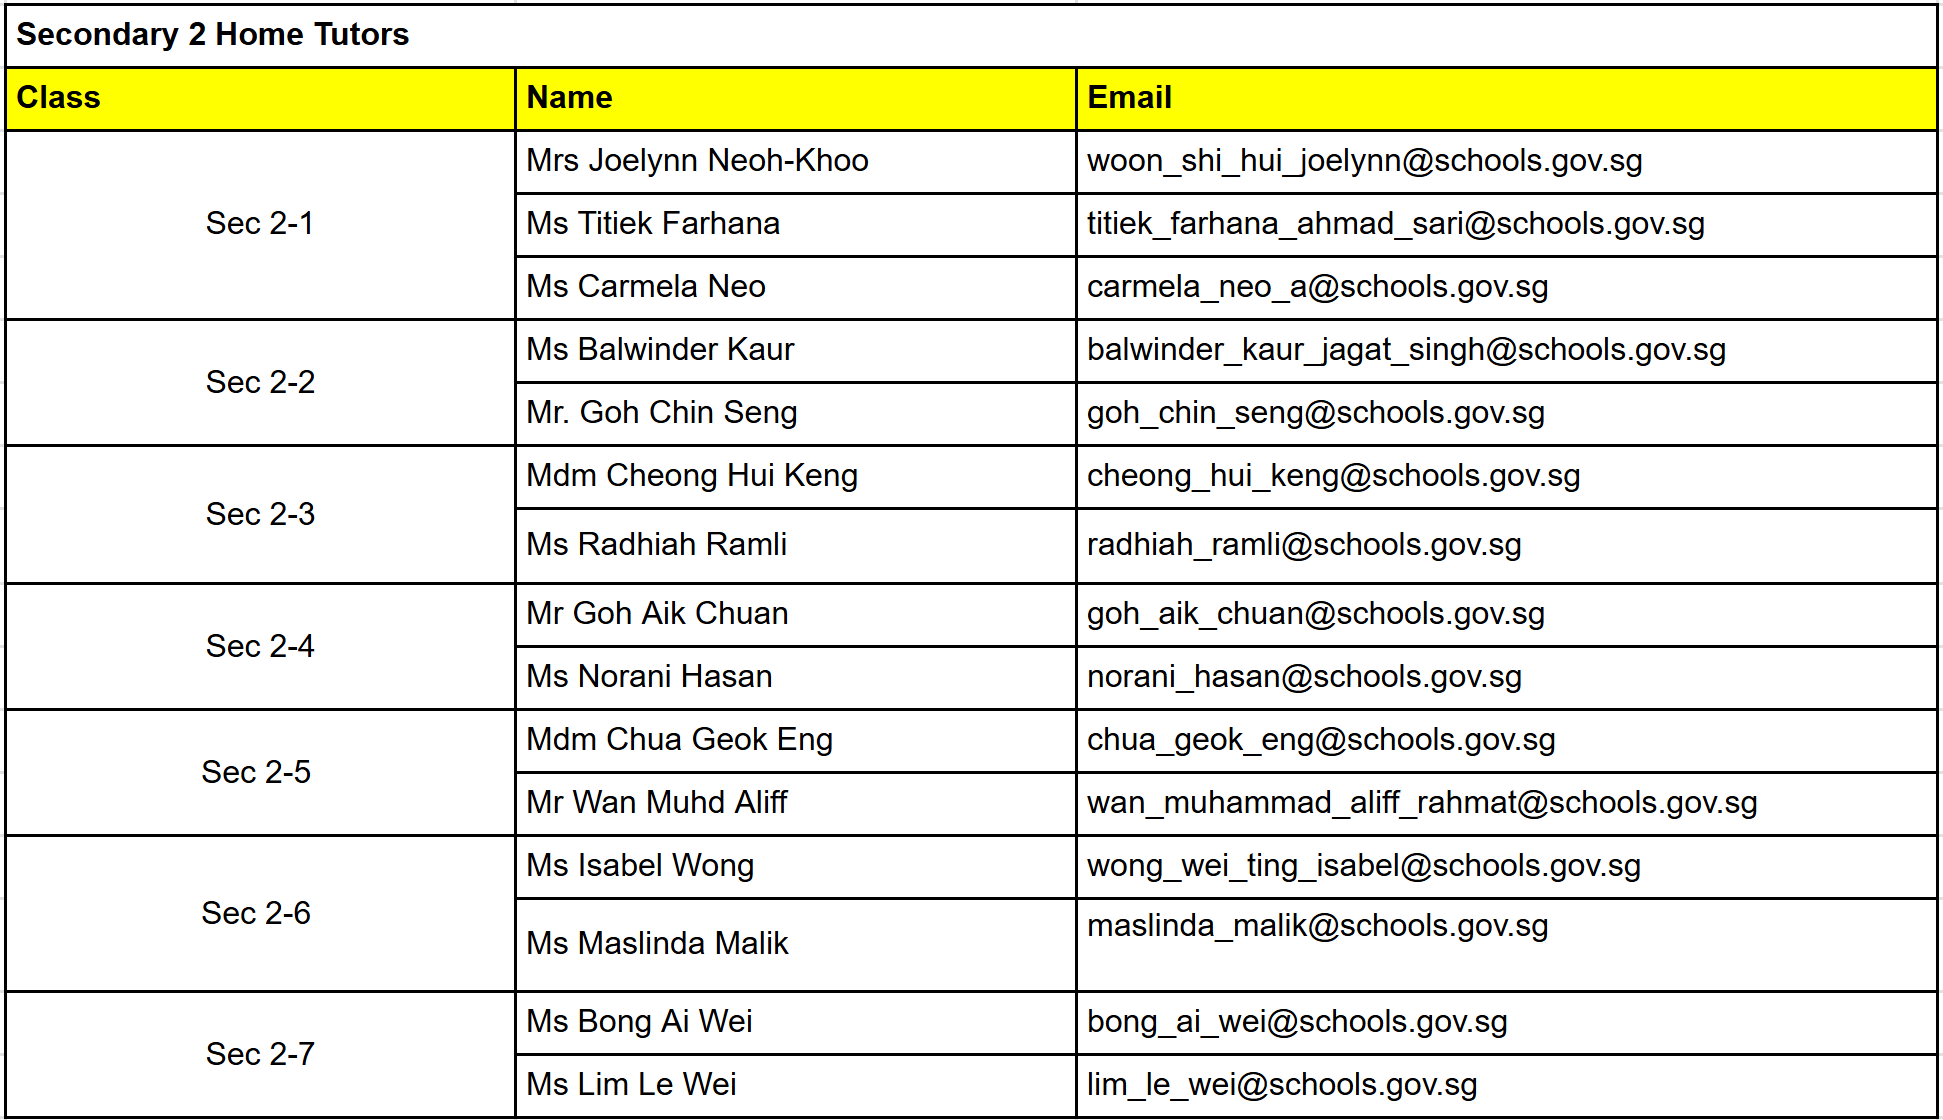 Secondary 2 Home Tutors
Class Name Email
Sec 2-1
Mrs Joelynn Neoh-Khoo woon_shi_hui_joelynn@schools.gov.sg
Ms Titiek Farhana titiek_farhana_ahmad_sari@schools.gov.sg
Ms Carmela Neo carmela_neo_a@schools.gov.sg
Sec 2-2
Ms Balwinder Kaur balwinder_kaur_jagat_singh@schools.gov.sg
Mr. Goh Chin Seng goh_chin_seng@schools.gov.sg
Sec 2-3
Mdm Cheong Hui Keng cheong_hui_keng@schools.gov.sg
Ms Radhiah Ramli radhiah_ramli@schools.gov.sg
Sec 2-4
Mr Goh Aik Chuan goh_aik_chuan@schools.gov.sg
Ms Norani Hasan norani_hasan@schools.gov.sg
Sec 2-5
Mdm Chua Geok Eng chua_geok_eng@schools.gov.sg
Mr Wan Muhd Aliff wan_muhammad_aliff_rahmat@schools.gov.sg
Sec 2-6
Ms Isabel Wong wong_wei_ting_isabel@schools.gov.sg
Ms Maslinda Malik maslinda_malik@schools.gov.sg
Sec 2-7
Ms Bong Ai Wei bong_ai_wei@schools.gov.sg
Ms Lim Le Wei lim_le_wei@schools.gov.sg